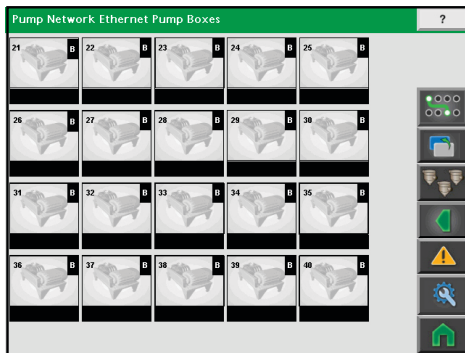 Pump Network Ethernet Pump Boxes ?
21 B 22 B 23 B 24 B 25 B
26 B 27 B 28 B 29 B 30 B
31 B 32 B 33 B 34 B 35 B
36 B 37 B 38 B 39 B 40 B